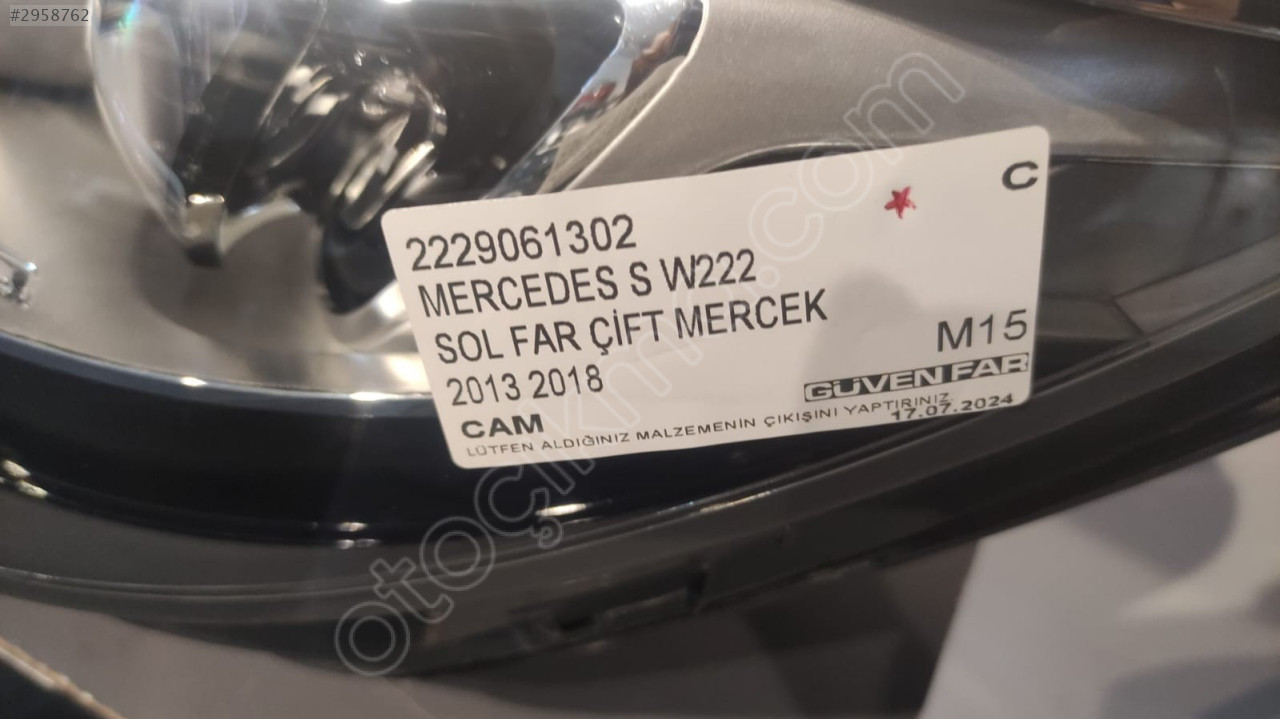 #2958762
otoçıkma.com
C
2229061302
MERCEDES S W222
SOL FAR ÇİFT MERCEK
M15
2013 2018
GÜVEN FAR
CAM
LÜTFEN ALDIĞINIZ MALZEMENİN ÇIKIŞINI YAPTIRINIZ.
17.07.2024